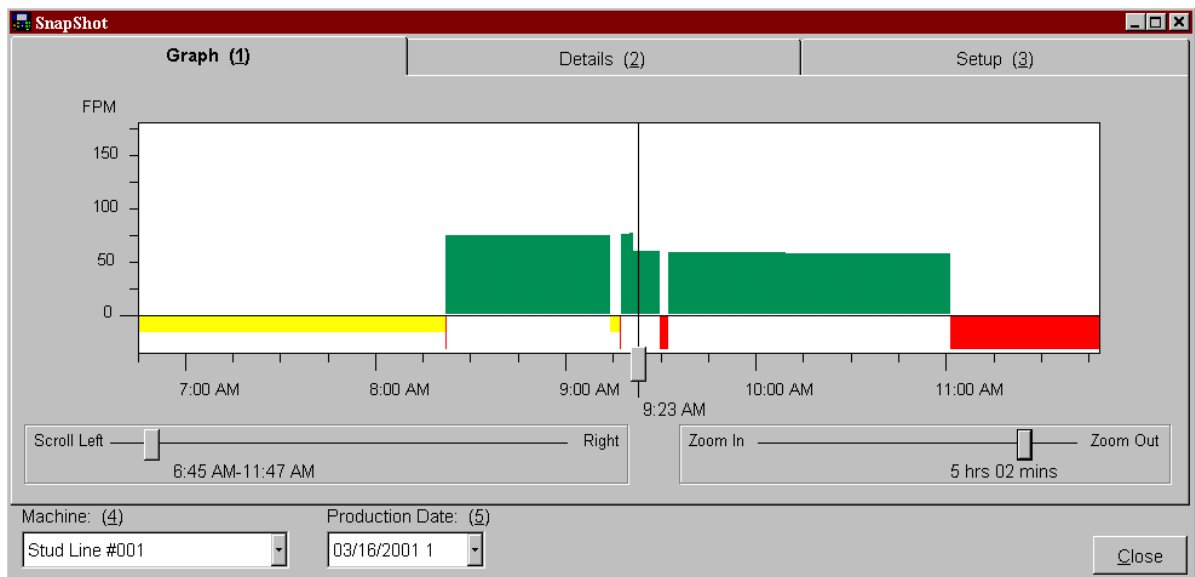 SnapShot
Graph (1) Details (2) Setup (3)
FPM
150
100
50
0
7:00 AM 8:00 AM 9:00 AM 10:00 AM 11:00 AM
9:23 AM
Scroll Left Right Zoom In Zoom Out
6:45 AM-11:47 AM 5 hrs 02 mins
Machine: (4) Production Date: (5)
Stud Line #001 03/16/2001 1
Close